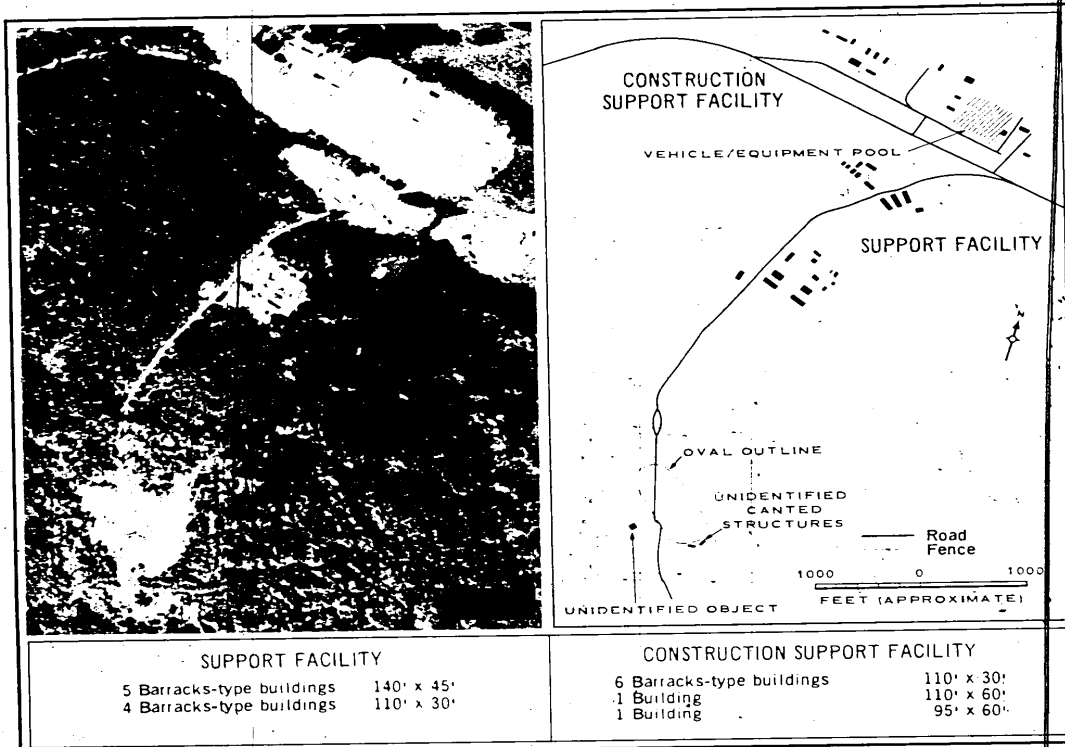 CONSTRUCTION
SUPPORT FACILITY
VEHICLE/EQUIPMENT POOL
SUPPORT FACILITY
N
OVAL OUTLINE
UNIDENTIFIED
CANTED
STRUCTURES
Road
Fence
1000 0 1000
FEET (APPROXIMATE)
UNIDENTIFIED OBJECT
SUPPORT FACILITY
5 Barracks-type buildings 140' x 45'
4 Barracks-type buildings 110' x 30'
CONSTRUCTION SUPPORT FACILITY
6 Barracks-type buildings 110' x 30'
1 Building 110' x 60'
1 Building 95' x 60'